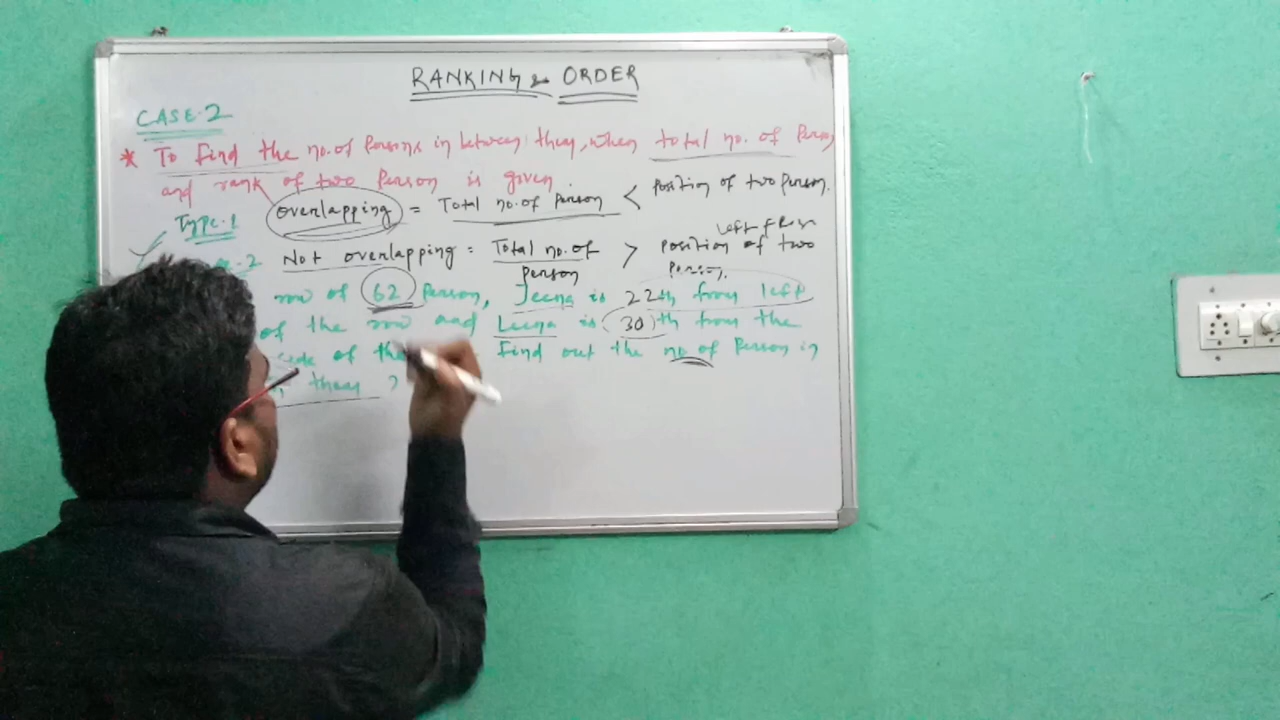 RANKING & ORDER
CASE-2
* To find the no. of Persons in between them, when total no. of Person
and rank of two Person is given
Type-1 overlapping = Total no. of Person < Position of two person.
left & Right
2 Not overlapping = Total no. of person > position of two person.
row of 62 Person, Jeena is 22th from left
of the row and Leena is 30th from the
side of the find out the no of Person in
them ?